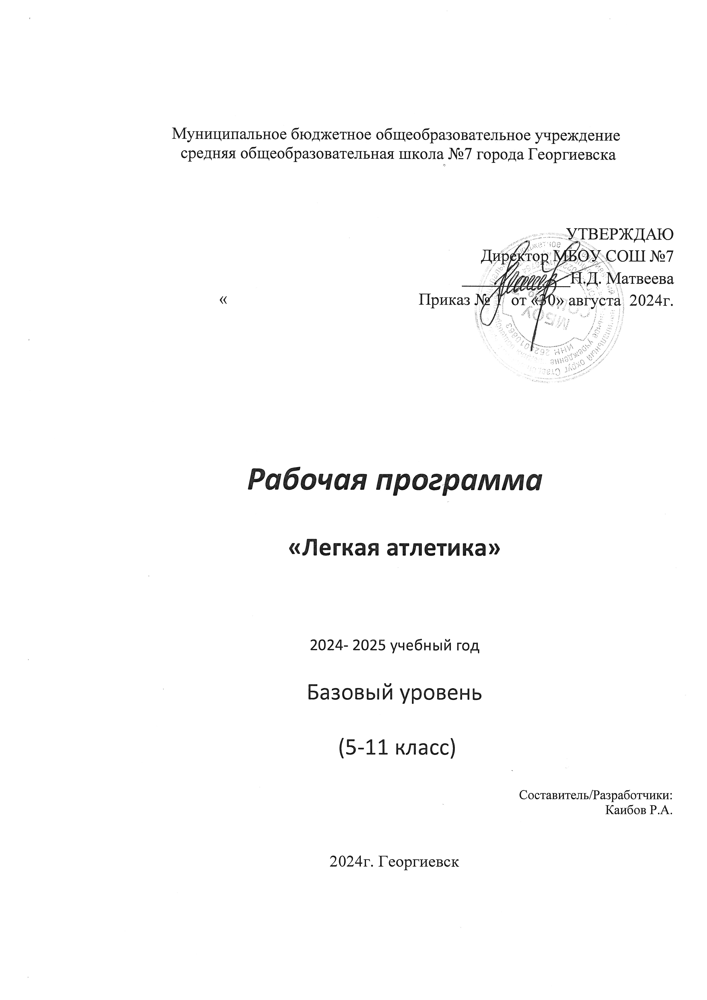 Муниципальное бюджетное общеобразовательное учреждение
средняя общеобразовательная школа №7 города Георгиевска
УТВЕРЖДАЮ
Директор МБОУ СОШ №7
Н.Д. Матвеева
« Приказ № 1 от «30» августа 2024г.
Рабочая программа
«Легкая атлетика»
2024- 2025 учебный год
Базовый уровень
(5-11 класс)
Составитель/Разработчики:
Каибов Р.А.
2024г. Георгиевск